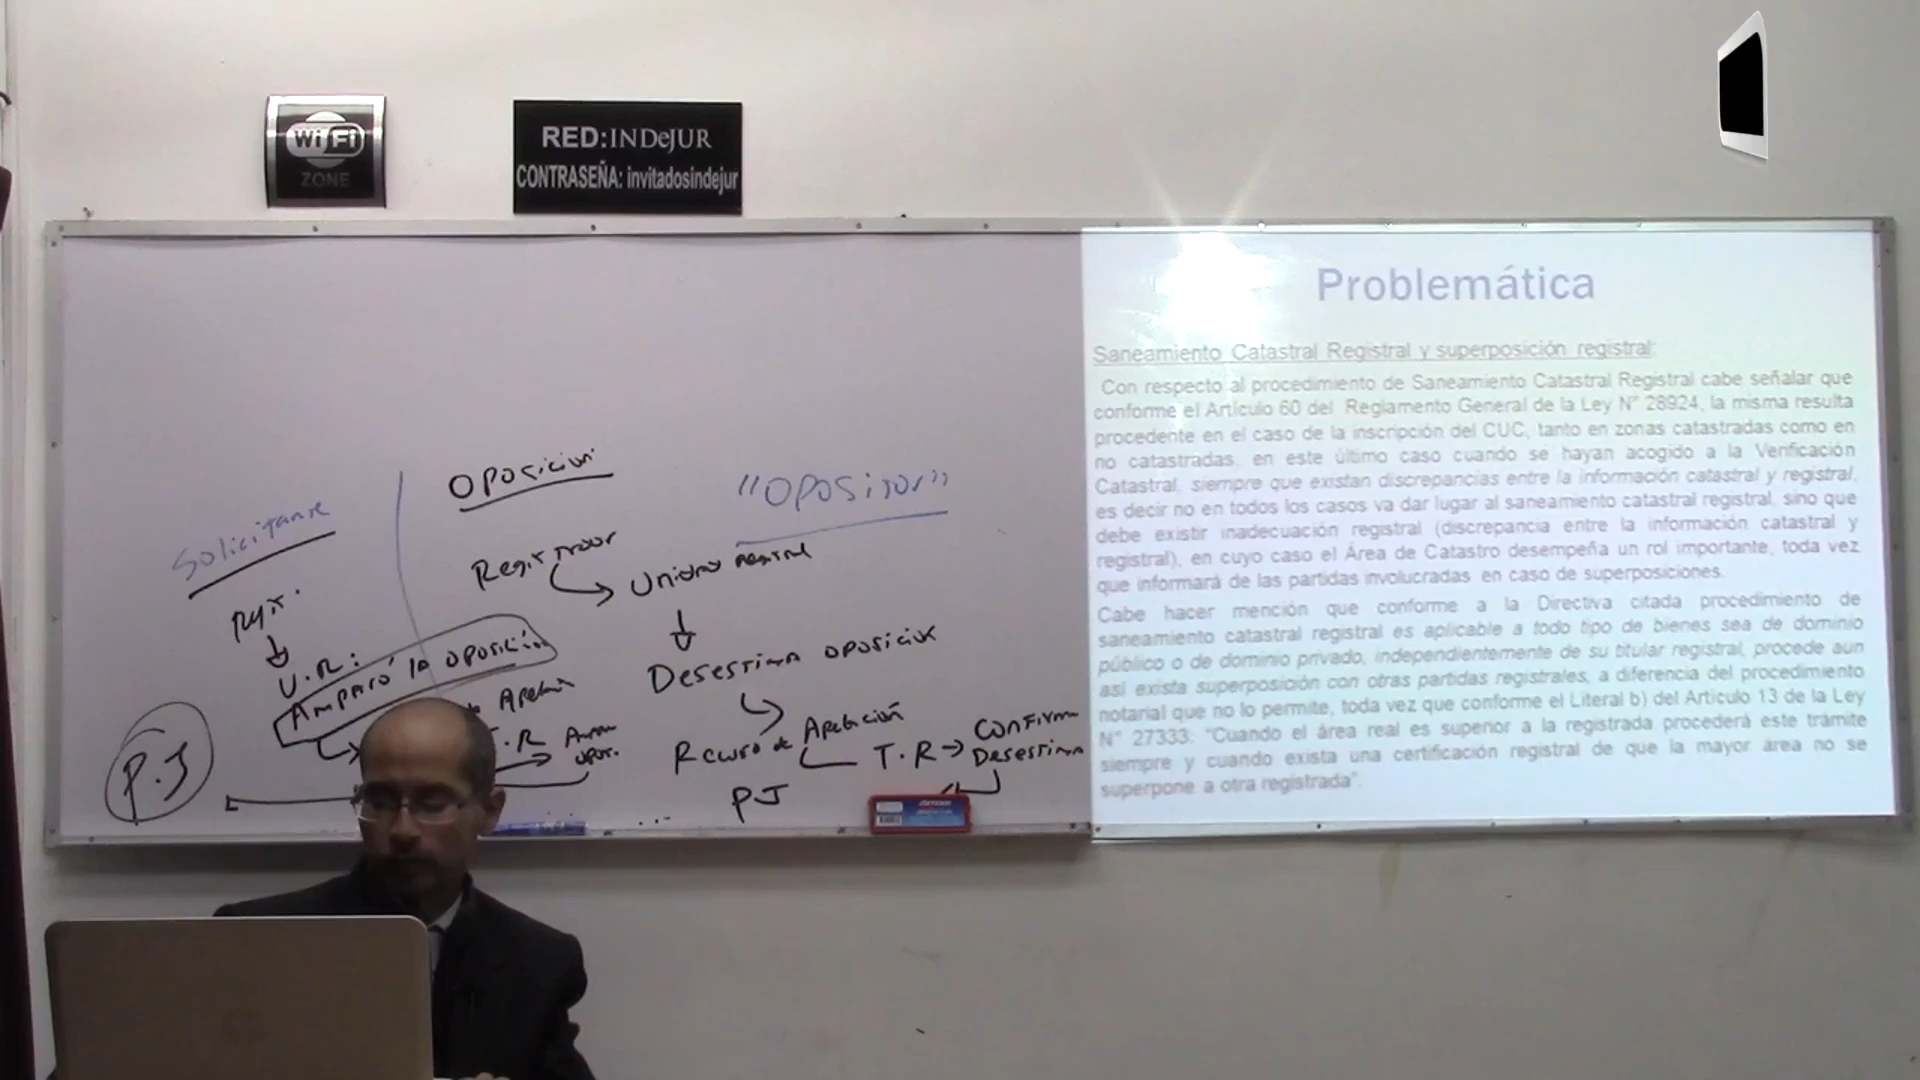 WiFi
ZONE
RED:INDeJUR
CONTRASEÑA: invitadosindejur
Solicitante
U.R:
Amparó la oposición
P.J
Oposición
Registrador
Unidad
Desestima oposición
Recurso de Apelación
T.R
Confirma
Desestima
PJ
"Opositor"
Problemática
Saneamiento Catastral Registral y superposición registral:
Con respecto al procedimiento de Saneamiento Catastral Registral cabe señalar que
conforme el Artículo 60 del Reglamento General de la Ley N° 28924, la misma resulta
procedente en el caso de la inscripción del CUC, tanto en zonas catastradas como en
no catastradas, en este último caso cuando se hayan acogido a la Verificación
Catastral, siempre que existan discrepancias entre la información catastral y registral,
es decir no en todos los casos va dar lugar al saneamiento catastral registral, sino que
debe existir inadecuación registral (discrepancia entre la información catastral y
registral), en cuyo caso el Área de Catastro desempeña un rol importante, toda vez
que informará de las partidas involucradas en caso de superposiciones.
Cabe hacer mención que conforme a la Directiva citada procedimiento de
saneamiento catastral registral es aplicable a todo tipo de bienes sea de dominio
público o de dominio privado, independientemente de su titular registral, procede aun
así exista superposición con otras partidas registrales, a diferencia del procedimiento
notarial que no lo permite, toda vez que conforme el Literal b) del Artículo 13 de la Ley
N° 27333: "Cuando el área real es superior a la registrada procederá este trámite
siempre y cuando exista una certificación registral de que la mayor área no se
superpone a otra registrada".